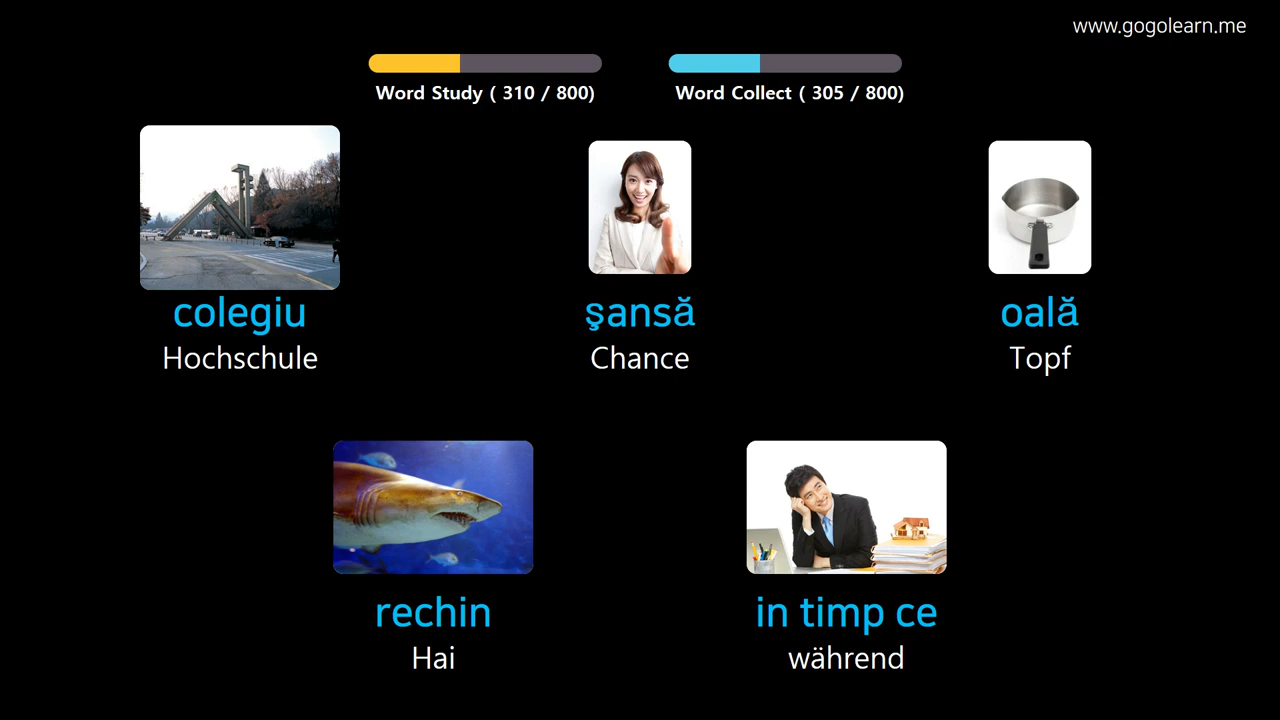 www.gogolearn.me
Word Study ( 310 / 800)
Word Collect ( 305 / 800)
colegiu
Hochschule
şansă
Chance
oală
Topf
rechin
Hai
in timp ce
während